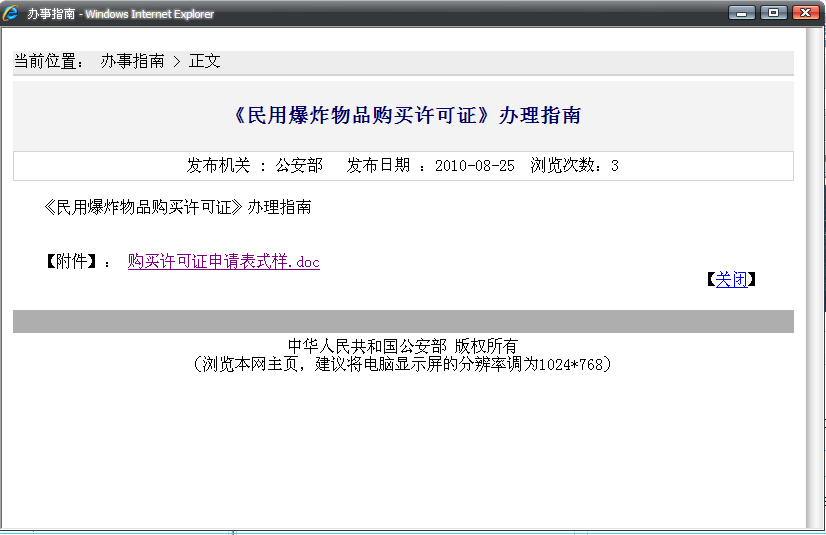 办事指南 - Windows Internet Explorer
当前位置： 办事指南 > 正文
《民用爆炸物品购买许可证》办理指南
发布机关 ：公安部 发布日期 ：2010-08-25 浏览次数：3
《民用爆炸物品购买许可证》办理指南
【附件】： 购买许可证申请表式样.doc
【关闭】
中华人民共和国公安部 版权所有
（浏览本网主页，建议将电脑显示屏的分辨率调为1024*768）